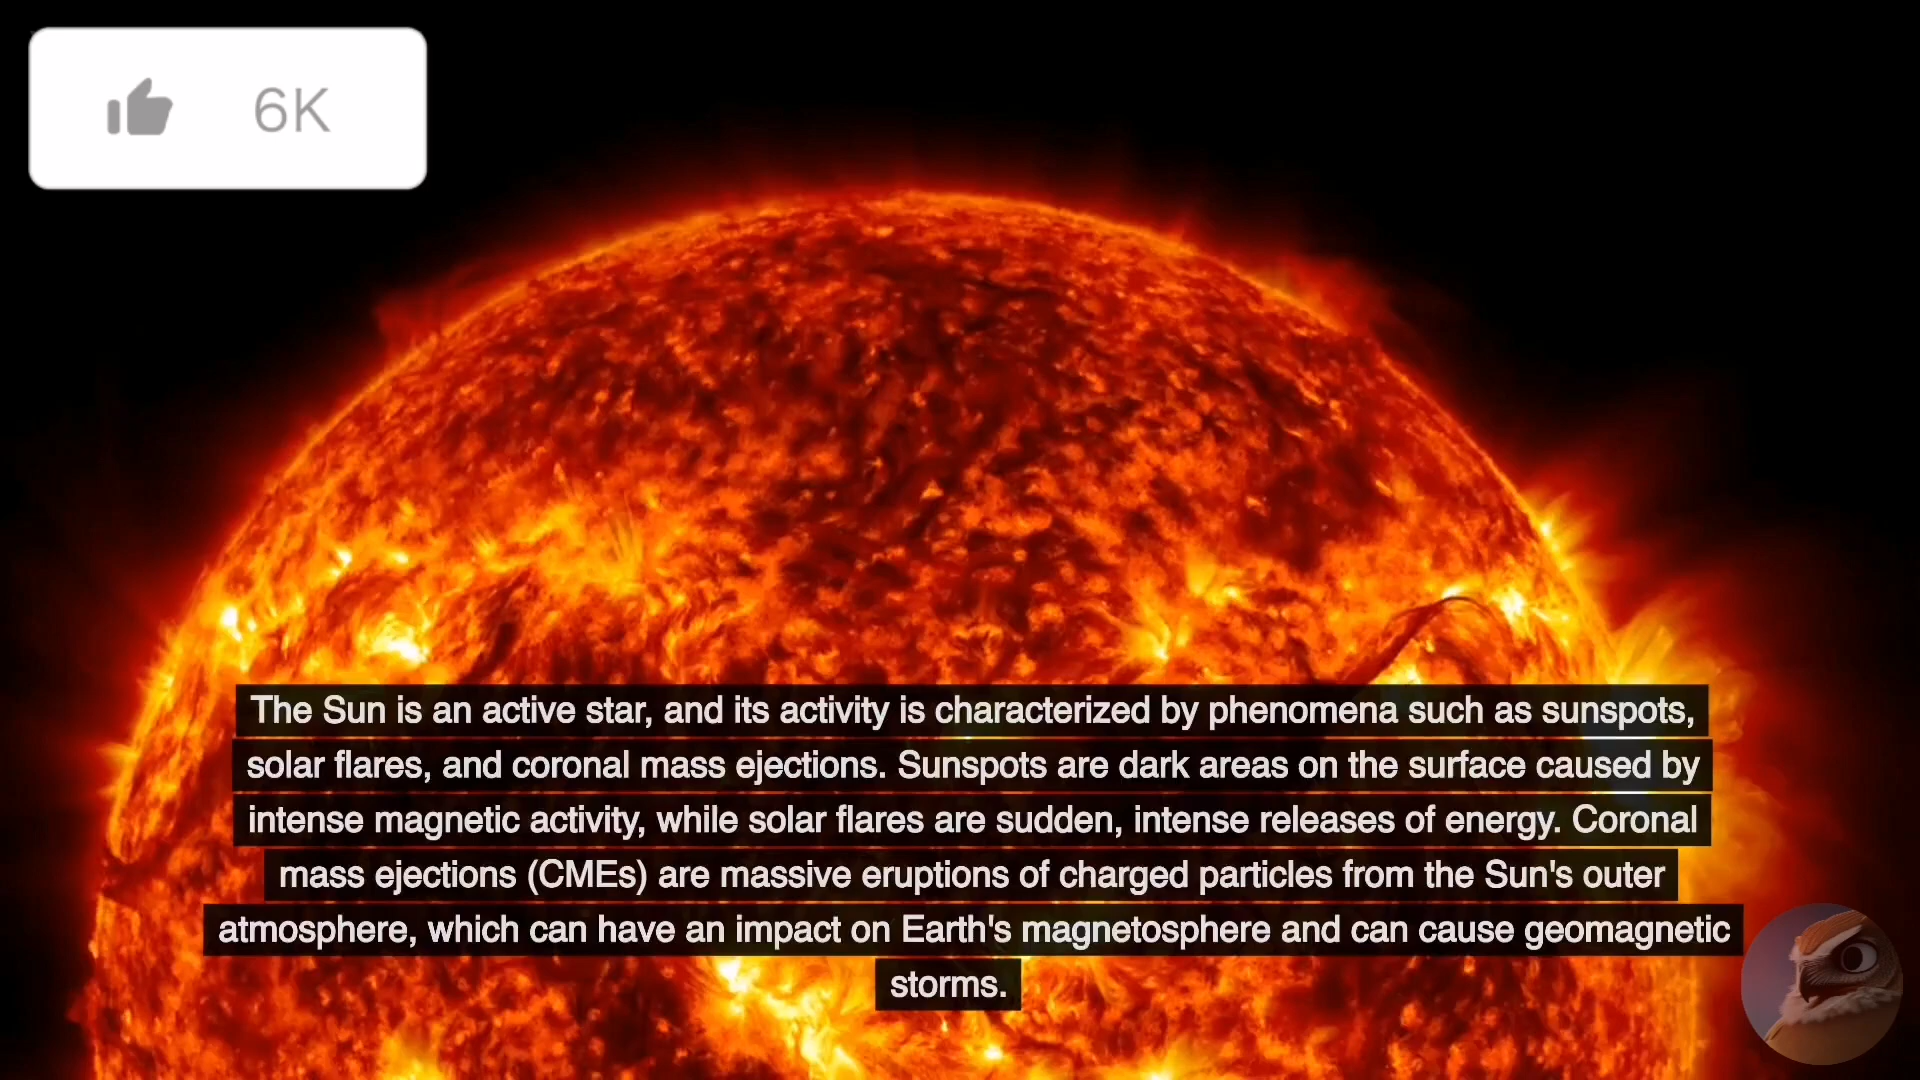 6K
The Sun is an active star, and its activity is characterized by phenomena such as sunspots,
solar flares, and coronal mass ejections. Sunspots are dark areas on the surface caused by
intense magnetic activity, while solar flares are sudden, intense releases of energy. Coronal
mass ejections (CMEs) are massive eruptions of charged particles from the Sun's outer
atmosphere, which can have an impact on Earth's magnetosphere and can cause geomagnetic
storms.